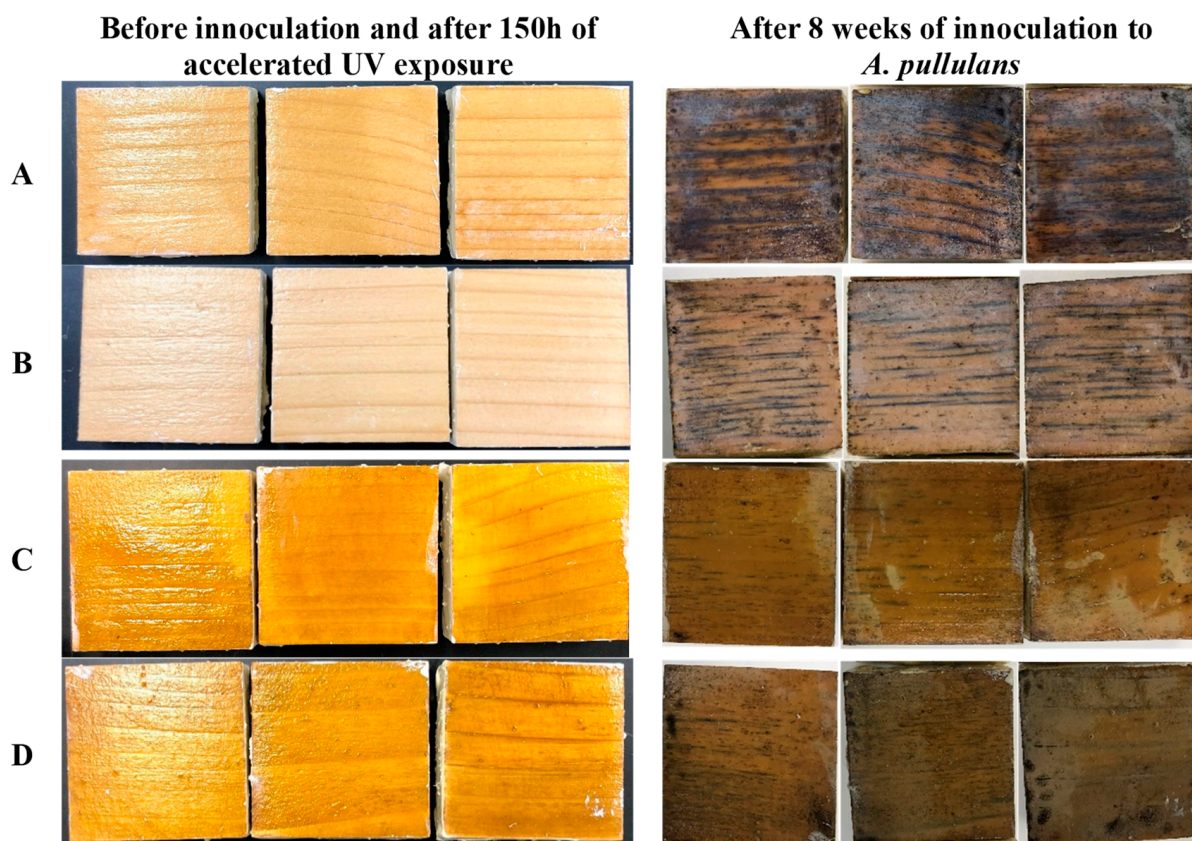 Before innoculation and after 150h of
accelerated UV exposure
After 8 weeks of innoculation to
A. pullulans
A
B
C
D